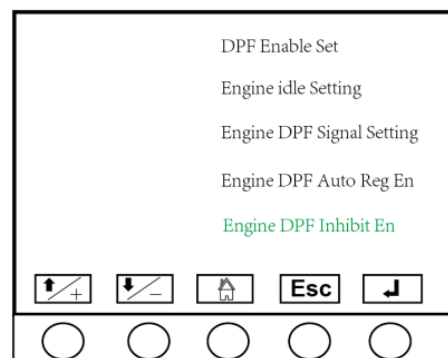 DPF Enable Set
Engine idle Setting
Engine DPF Signal Setting
Engine DPF Auto Reg En
Engine DPF Inhibit En
+ - Esc